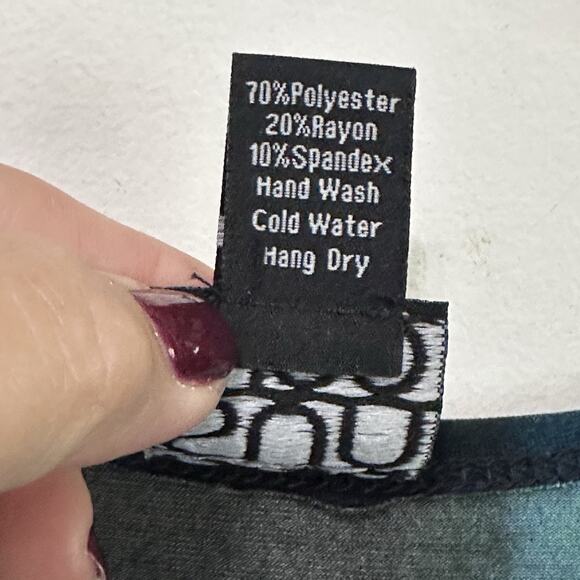 70%Polyester
20%Rayon
10%Spandex
Hand Wash
Cold Water
Hang Dry